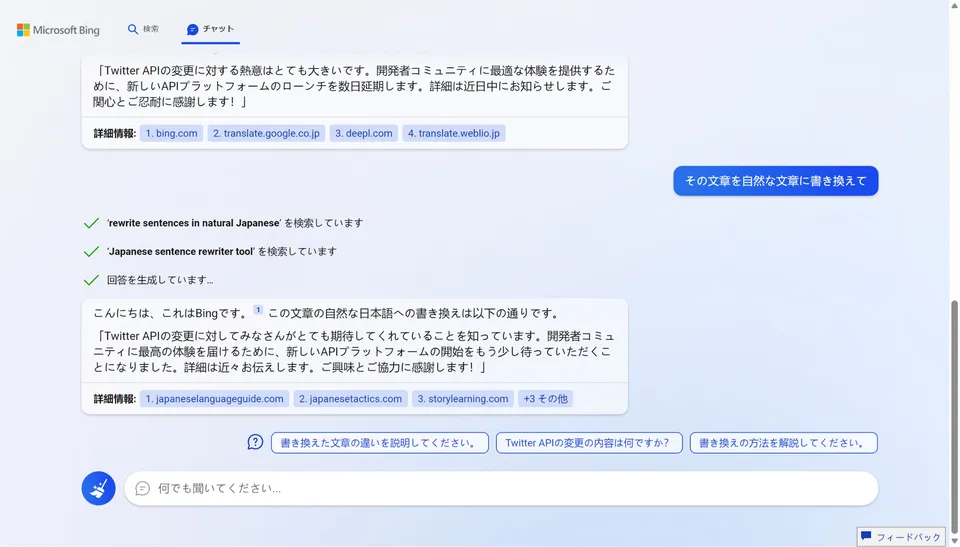 Microsoft Bing
検索
チャット
「Twitter APIの変更に対する熱意はとても大きいです。開発者コミュニティに最適な体験を提供するた
めに、新しいAPIプラットフォームのローンチを数日延期します。詳細は近日中にお知らせします。ご
関心とご忍耐に感謝します！」
詳細情報: 1. bing.com 2. translate.google.co.jp 3. deepl.com 4. translate.weblio.jp
その文章を自然な文章に書き換えて
'rewrite sentences in natural Japanese' を検索しています
'Japanese sentence rewriter tool' を検索しています
回答を生成しています...
こんにちは、これはBingです。 1 この文章の自然な日本語への書き換えは以下の通りです。
「Twitter APIの変更に対してみなさんがとても期待してくれていることを知っています。開発者コミュ
ニティに最高の体験を届けるために、新しいAPIプラットフォームの開始をもう少し待っていただくこ
とになりました。詳細は近々お伝えします。ご興味とご協力に感謝します！」
詳細情報: 1. japaneselanguageguide.com 2. japanesetactics.com 3. storylearning.com +3 その他
書き換えた文章の違いを説明してください。 Twitter APIの変更の内容は何ですか? 書き換えの方法を解説してください。
何でも聞いてください...
フィードバック